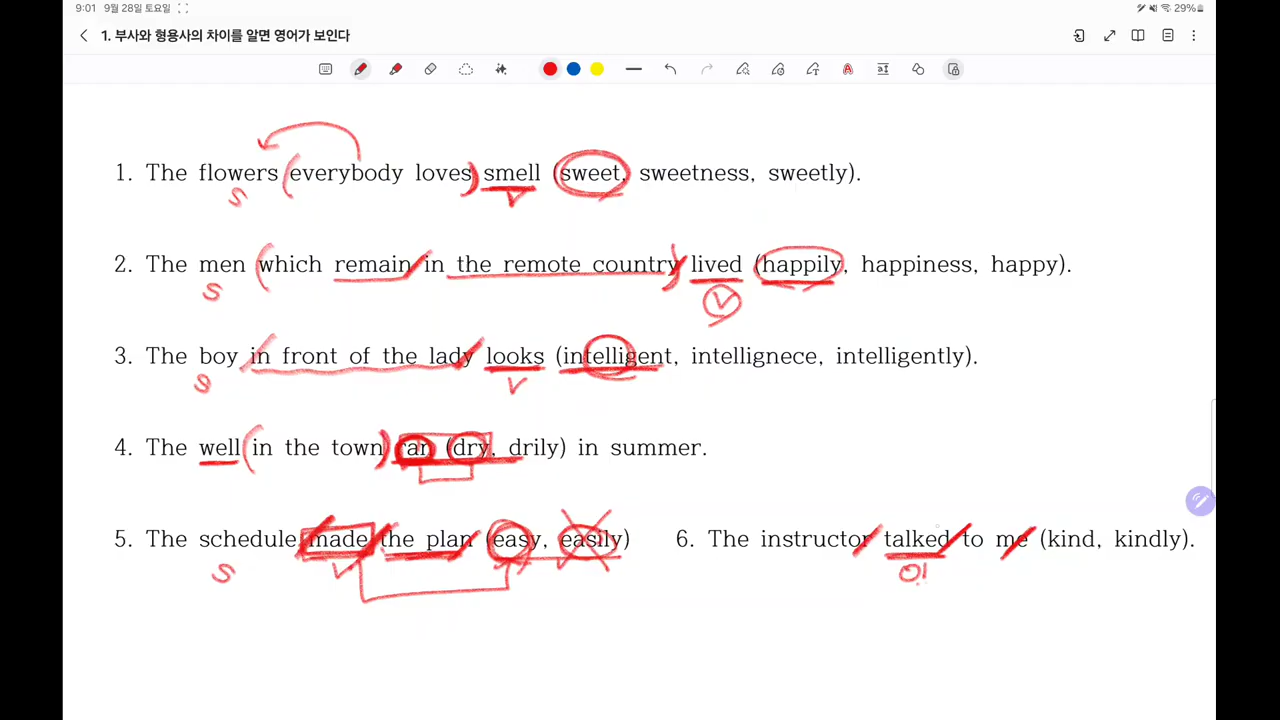 9:01 9월 28일 토요일 29%
1. 부사와 형용사의 차이를 알면 영어가 보인다
1. The flowers (everybody loves) smell (sweet, sweetness, sweetly).
S V
2. The men (which remain in the remote country) lived (happily, happiness, happy).
S V
3. The boy in front of the lady looks (intelligent, intellignece, intelligently).
S V
4. The well (in the town) ran (dry, drily) in summer.
5. The schedule made the plan (easy, easily) 6. The instructor talked to me (kind, kindly).
S V